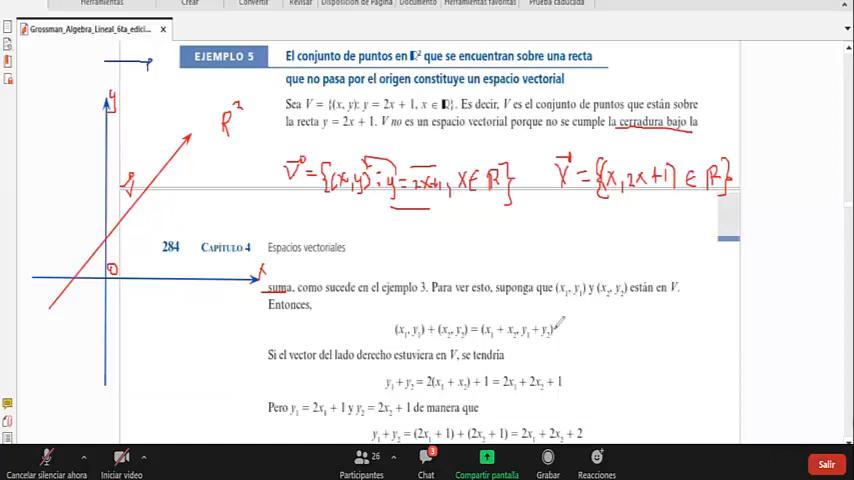 Inicio
Crear
Convertir
Revisar
Disposición de Página
Documento
Herramientas favoritas
Prueba caducada
Grossman_Algebra_Lineal_6ta_edici... ×
EJEMPLO 5 El conjunto de puntos en ℝ² que se encuentran sobre una recta
que no pasa por el origen constituye un espacio vectorial
Sea V = {(x, y): y = 2x + 1, x ∈ ℝ}. Es decir, V es el conjunto de puntos que están sobre
la recta y = 2x + 1. V no es un espacio vectorial porque no se cumple la cerradura bajo la
y
R²
V = {(x, y) : y = 2x+1, x ∈ R}
V = {x, 2x+1) ∈ R}
0
x
284 CAPÍTULO 4 Espacios vectoriales
suma, como sucede en el ejemplo 3. Para ver esto, suponga que (x₁, y₁) y (x₂, y₂) están en V.
Entonces,
(x₁, y₁) + (x₂, y₂) = (x₁ + x₂, y₁ + y₂)
Si el vector del lado derecho estuviera en V, se tendría
y₁ + y₂ = 2(x₁ + x₂) + 1 = 2x₁ + 2x₂ + 1
Pero y₁ = 2x₁ + 1 y y₂ = 2x₂ + 1 de manera que
y₁ + y₂ = (2x₁ + 1) + (2x₂ + 1) = 2x₁ + 2x₂ + 2
26
3
Cancelar silenciar ahora
Iniciar video
Participantes
Chat
Compartir pantalla
Grabar
Reacciones
Salir